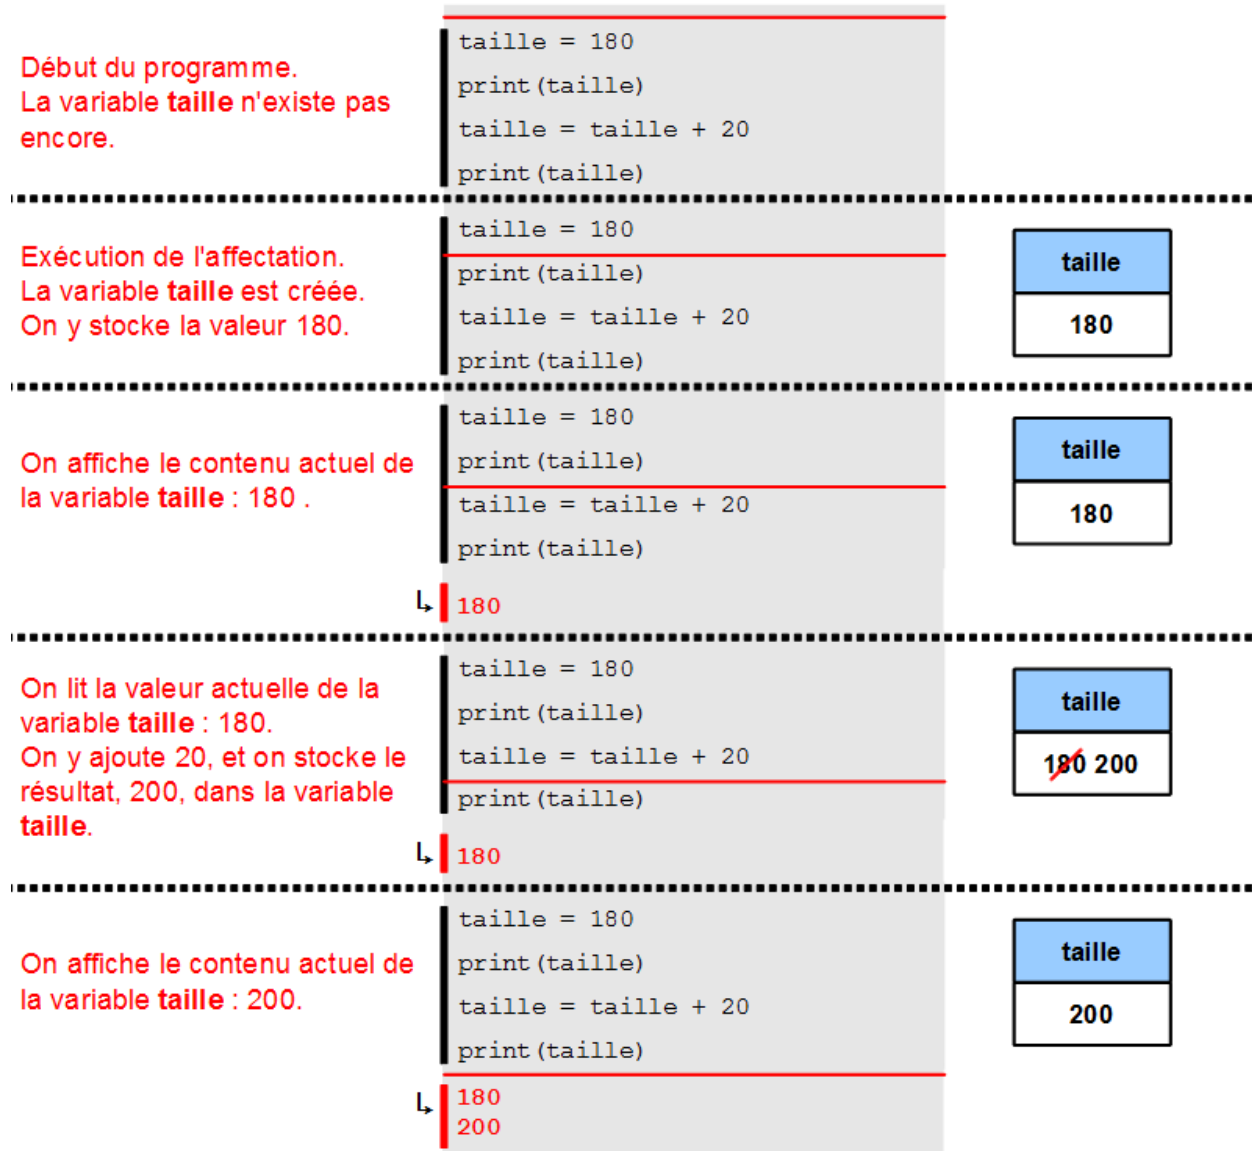 Début du programme.
La variable taille n'existe pas
encore.
taille = 180
print(taille)
taille = taille + 20
print(taille)
Exécution de l'affectation.
La variable taille est créée.
On y stocke la valeur 180.
taille = 180
print(taille)
taille = taille + 20
print(taille)
taille
180
On affiche le contenu actuel de
la variable taille : 180 .
taille = 180
print(taille)
taille = taille + 20
print(taille)
180
taille
180
On lit la valeur actuelle de la
variable taille : 180.
On y ajoute 20, et on stocke le
résultat, 200, dans la variable
taille.
taille = 180
print(taille)
taille = taille + 20
print(taille)
180
taille
180 200
On affiche le contenu actuel de
la variable taille : 200.
taille = 180
print(taille)
taille = taille + 20
print(taille)
180
200
taille
200